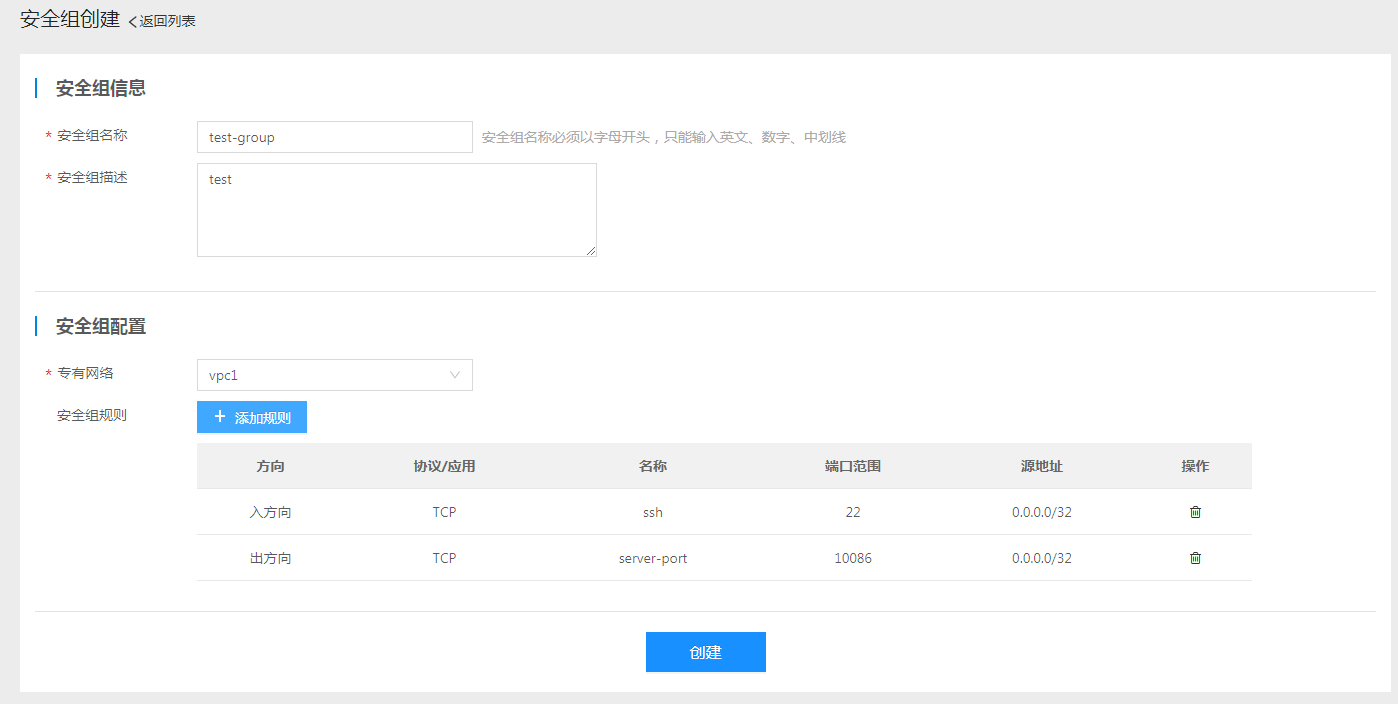 安全组创建 <返回列表
安全组信息
* 安全组名称 test-group 安全组名称必须以字母开头，只能输入英文、数字、中划线
* 安全组描述 test
安全组配置
* 专有网络 vpc1
安全组规则 + 添加规则
方向 协议/应用 名称 端口范围 源地址 操作
入方向 TCP ssh 22 0.0.0.0/32
出方向 TCP server-port 10086 0.0.0.0/32
创建